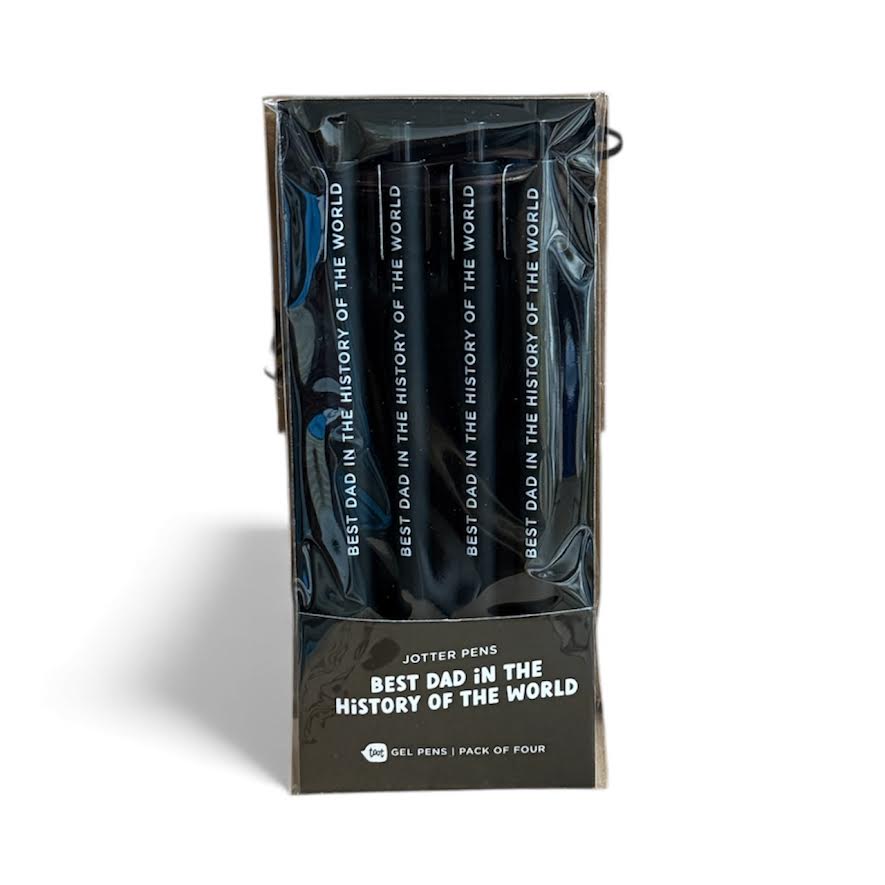 BEST DAD IN THE HISTORY OF THE WORLD
BEST DAD IN THE HISTORY OF THE WORLD
BEST DAD IN THE HISTORY OF THE WORLD
BEST DAD IN THE HISTORY OF THE WORLD
JOTTER PENS
BEST DAD iN THE
HiSTORY OF THE WORLD
toot GEL PENS | PACK OF FOUR